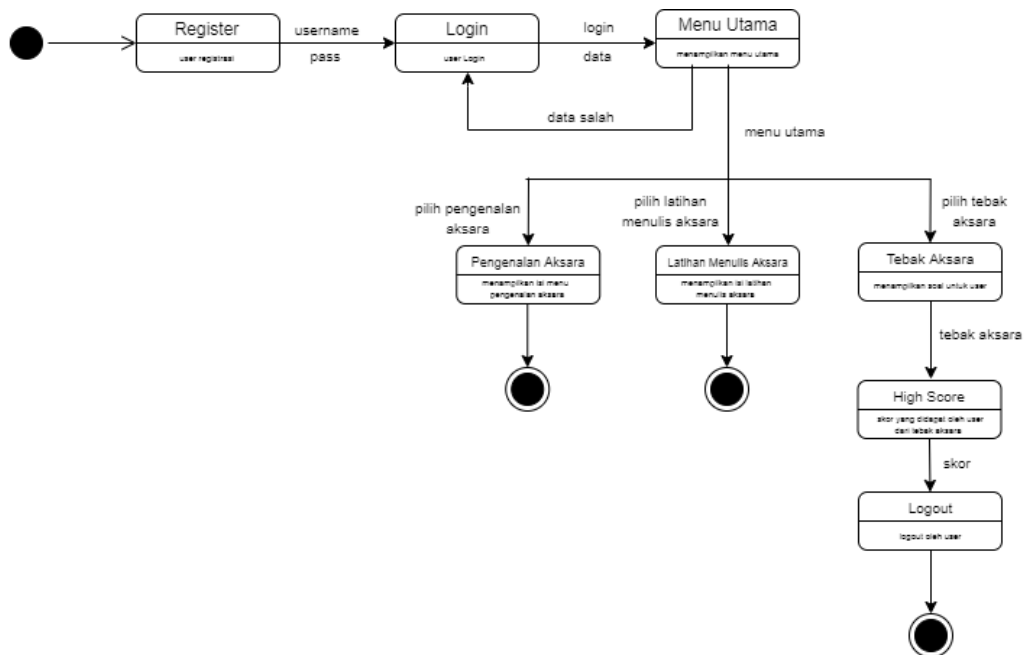 Register
user registrasi
username
pass
Login
user Login
login
data
Menu Utama
menampilkan menu utama
data salah
menu utama
pilih pengenalan
aksara
pilih latihan
menulis aksara
pilih tebak
aksara
Pengenalan Aksara
menampilkan isi menu
pengenalan aksara
Latihan Menulis Aksara
menampilkan isi latihan
menulis aksara
Tebak Aksara
menampilkan soal untuk user
tebak aksara
High Score
skor yang didapat oleh user
dari tebak aksara
skor
Logout
logout oleh user